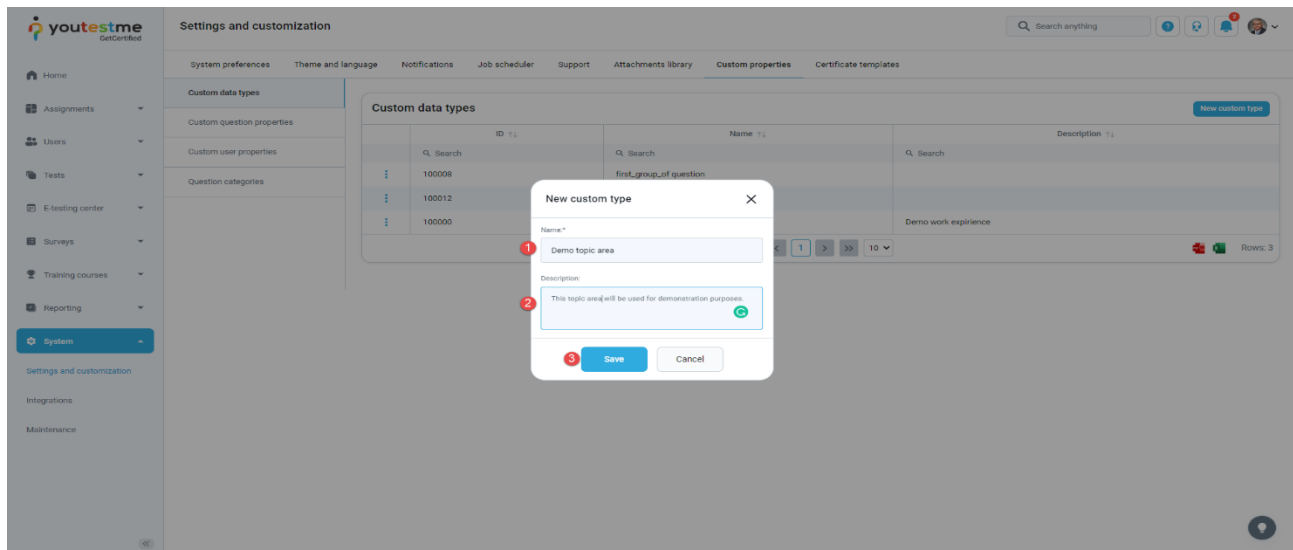 youtestme
GetCertified
Settings and customization
Search anything
2
Home
Assignments
Users
Tests
E-testing center
Surveys
Training courses
Reporting
System
Settings and customization
Integrations
Maintenance
System preferences Theme and language Notifications Job scheduler Support Attachments library Custom properties Certificate templates
Custom data types
Custom question properties
Custom user properties
Question categories
Custom data types
New custom type
ID Name Description
Search Search Search
100008 first_group_of question
100012
100000 Demo work expirience
1 10
Rows: 3
New custom type
Name:*
1 Demo topic area
Description:
2 This topic area will be used for demonstration purposes.
3 Save Cancel